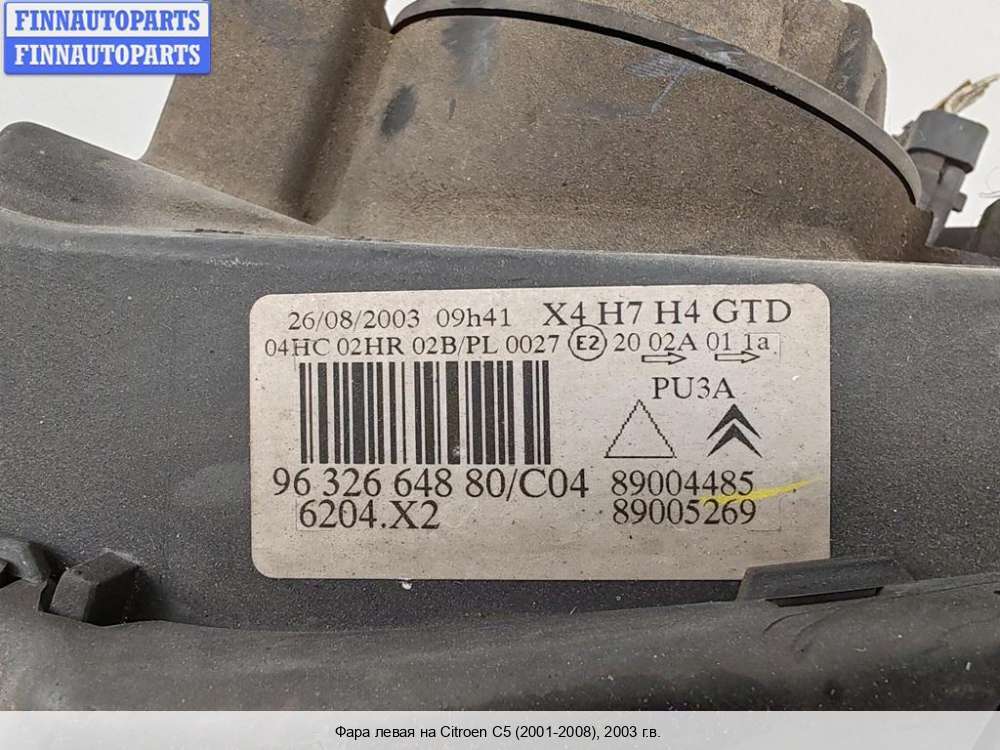 FINNAUTOPARTS
FINNAUTOPARTS
26/08/2003 09h41 X4 H7 H4 GTD
04HC 02HR 02B/PL 0027 E2 20 02A 01 1a
PU3A
96 326 648 80/C04 89004485
6204.X2 89005269
Фара левая на Citroen C5 (2001-2008), 2003 г.в.